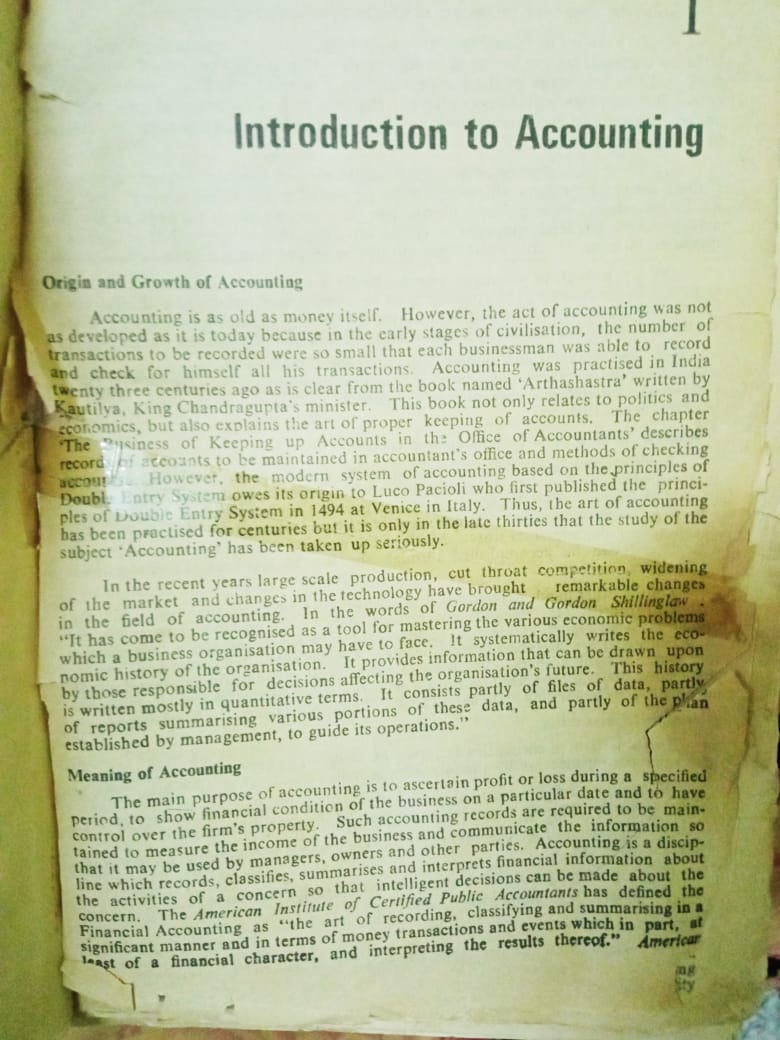 1
Introduction to Accounting
Origin and Growth of Accounting
Accounting is as old as money itself. However, the act of accounting was not
as developed as it is today because in the early stages of civilisation, the number of
transactions to be recorded were so small that each businessman was able to record
and check for himself all his transactions. Accounting was practised in India
twenty three centuries ago as is clear from the book named 'Arthashastra' written by
Kautilya, King Chandragupta's minister. This book not only relates to politics and
economics, but also explains the art of proper keeping of accounts. The chapter
'The Business of Keeping up Accounts in the Office of Accountants' describes
record of accounts to be maintained in accountant's office and methods of checking
accounts. However, the modern system of accounting based on the principles of
Doubl Entry System owes its origin to Luco Pacioli who first published the princi-
ples of Double Entry System in 1494 at Venice in Italy. Thus, the art of accounting
has been practised for centuries but it is only in the late thirties that the study of the
subject 'Accounting' has been taken up seriously.
In the recent years large scale production, cut throat competition, widening
of the market and changes in the technology have brought remarkable changes
in the field of accounting. In the words of Gordon and Gordon Shillinglaw.
"It has come to be recognised as a tool for mastering the various economic problems
which a business organisation may have to face. It systematically writes the eco-
nomic history of the organisation. It provides information that can be drawn upon
by those responsible for decisions affecting the organisation's future. This history
is written mostly in quantitative terms. It consists partly of files of data, partly
of reports summarising various portions of these data, and partly of the plan
established by management, to guide its operations."
Meaning of Accounting
The main purpose of accounting is to ascertain profit or loss during a specified
period, to show financial condition of the business on a particular date and to have
control over the firm's property. Such accounting records are required to be main-
tained to measure the income of the business and communicate the information so
that it may be used by managers, owners and other parties. Accounting is a discip-
line which records, classifies, summarises and interprets financial information about
the activities of a concern so that intelligent decisions can be made about the
concern. The American Institute of Certified Public Accountants has defined the
Financial Accounting as "the art of recording, classifying and summarising in a
significant manner and in terms of money transactions and events which in part, at
least of a financial character, and interpreting the results thereof." American
ing